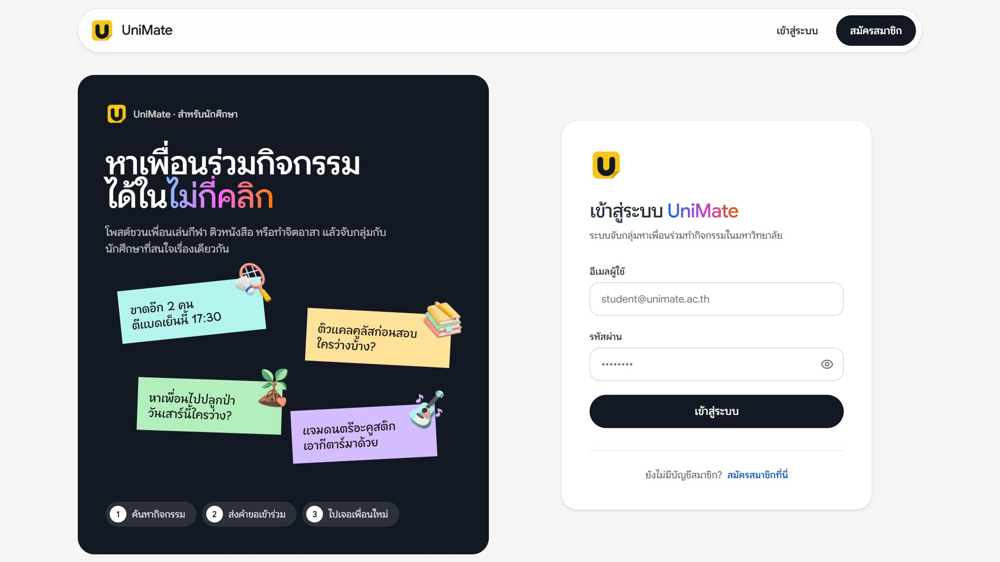 UniMate
เข้าสู่ระบบ
สมัครสมาชิก
UniMate · สำหรับนักศึกษา
หาเพื่อนร่วมกิจกรรม
ได้ในไม่กี่คลิก
โพสต์ชวนเพื่อนเล่นกีฬา ติวหนังสือ หรือทำจิตอาสา แล้วจับกลุ่มกับ
นักศึกษาที่สนใจเรื่องเดียวกัน
ขาดอีก 2 คน
ตีแบดเย็นนี้ 17:30
ติวแคลคูลัสก่อนสอบ
ใครว่างบ้าง?
หาเพื่อนไปปลูกป่า
วันเสาร์นี้ใครว่าง?
แจมดนตรีอะคูสติก
เอากีตาร์มาด้วย
1 ค้นหากิจกรรม
2 ส่งคำขอเข้าร่วม
3 ไปเจอเพื่อนใหม่
เข้าสู่ระบบ UniMate
ระบบจับกลุ่มหาเพื่อนร่วมทำกิจกรรมในมหาวิทยาลัย
อีเมลผู้ใช้
student@unimate.ac.th
รหัสผ่าน
••••••••
เข้าสู่ระบบ
ยังไม่มีบัญชีสมาชิก? สมัครสมาชิกที่นี่